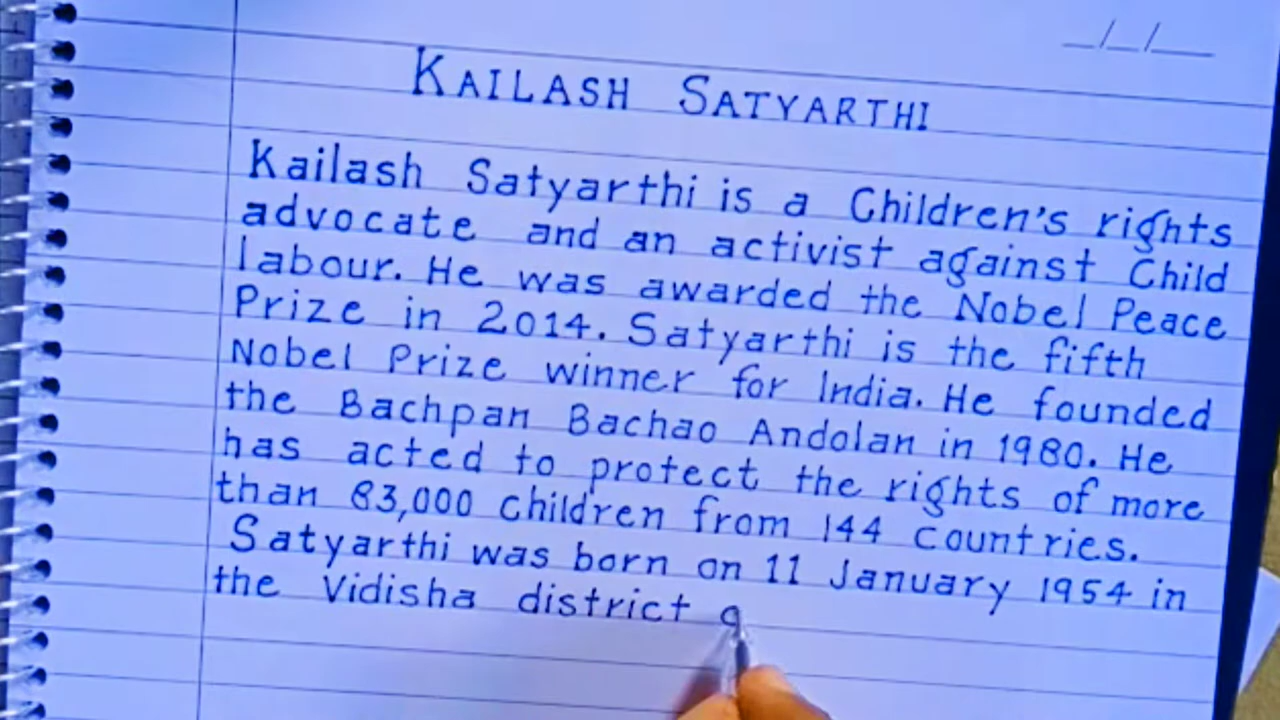 __/__/____
KAILASH SATYARTHI
Kailash Satyarthi is a Children's rights
advocate and an activist against Child
labour. He was awarded the Nobel Peace
Prize in 2014. Satyarthi is the fifth
Nobel Prize winner for India. He founded
the Bachpan Bachao Andolan in 1980. He
has acted to protect the rights of more
than 83,000 Children from 144 Countries.
Satyarthi was born on 11 January 1954 in
the Vidisha district